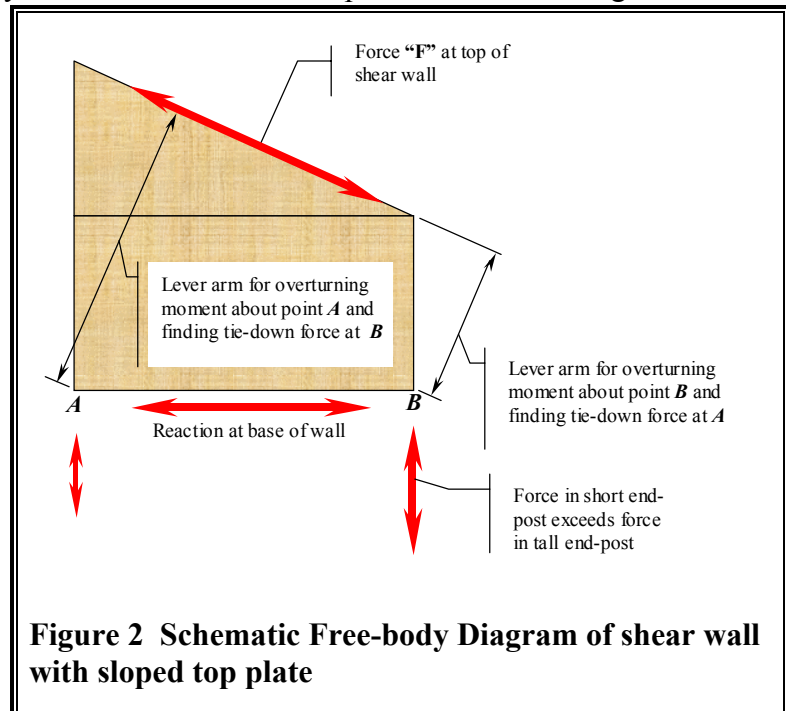 Force “F” at top of
shear wall
Lever arm for overturning
moment about point A and
finding tie-down force at B
Lever arm for overturning
moment about point B and
finding tie-down force at A
A
B
Reaction at base of wall
Force in short end-
post exceeds force
in tall end-post
Figure 2 Schematic Free-body Diagram of shear wall
with sloped top plate